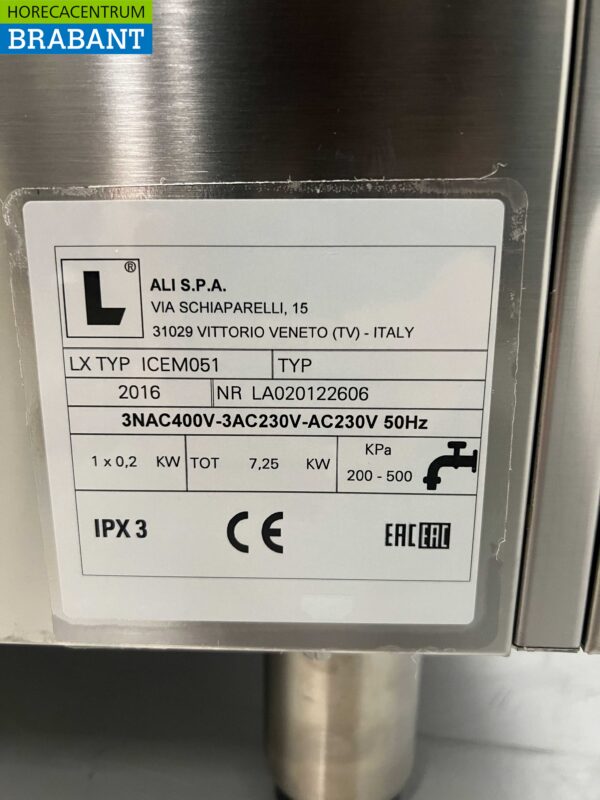 HORECACENTRUM
BRABANT
L®
ALI S.P.A.
VIA SCHIAPARELLI, 15
31029 VITTORIO VENETO (TV) - ITALY
LX TYP ICEM051 TYP
2016 NR LA020122606
3NAC400V-3AC230V-AC230V 50Hz
1 x 0,2 KW TOT 7,25 KW KPa 200 - 500
IPX 3 CE EAC EAC